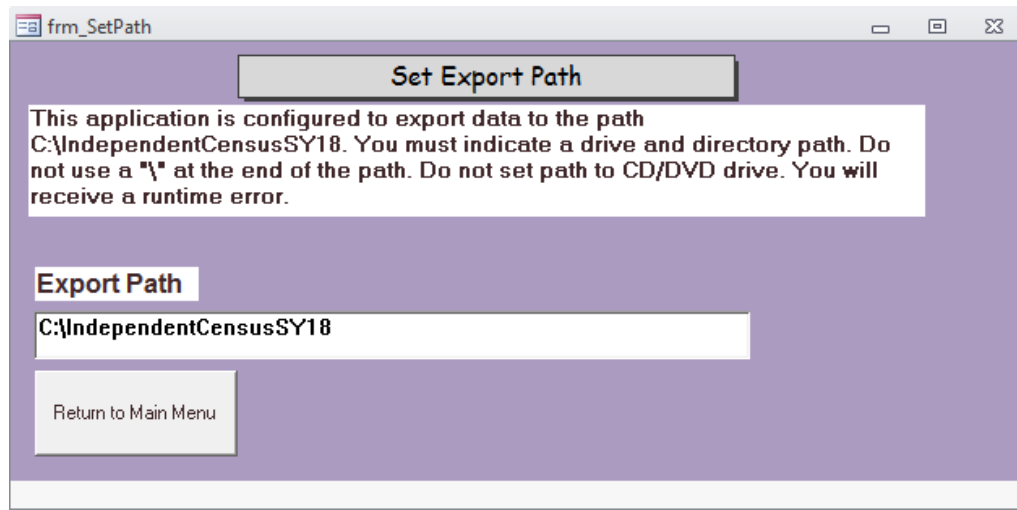 frm_SetPath
Set Export Path
This application is configured to export data to the path
C:\IndependentCensusSY18. You must indicate a drive and directory path. Do
not use a "\" at the end of the path. Do not set path to CD/DVD drive. You will
receive a runtime error.
Export Path
C:\IndependentCensusSY18
Return to Main Menu